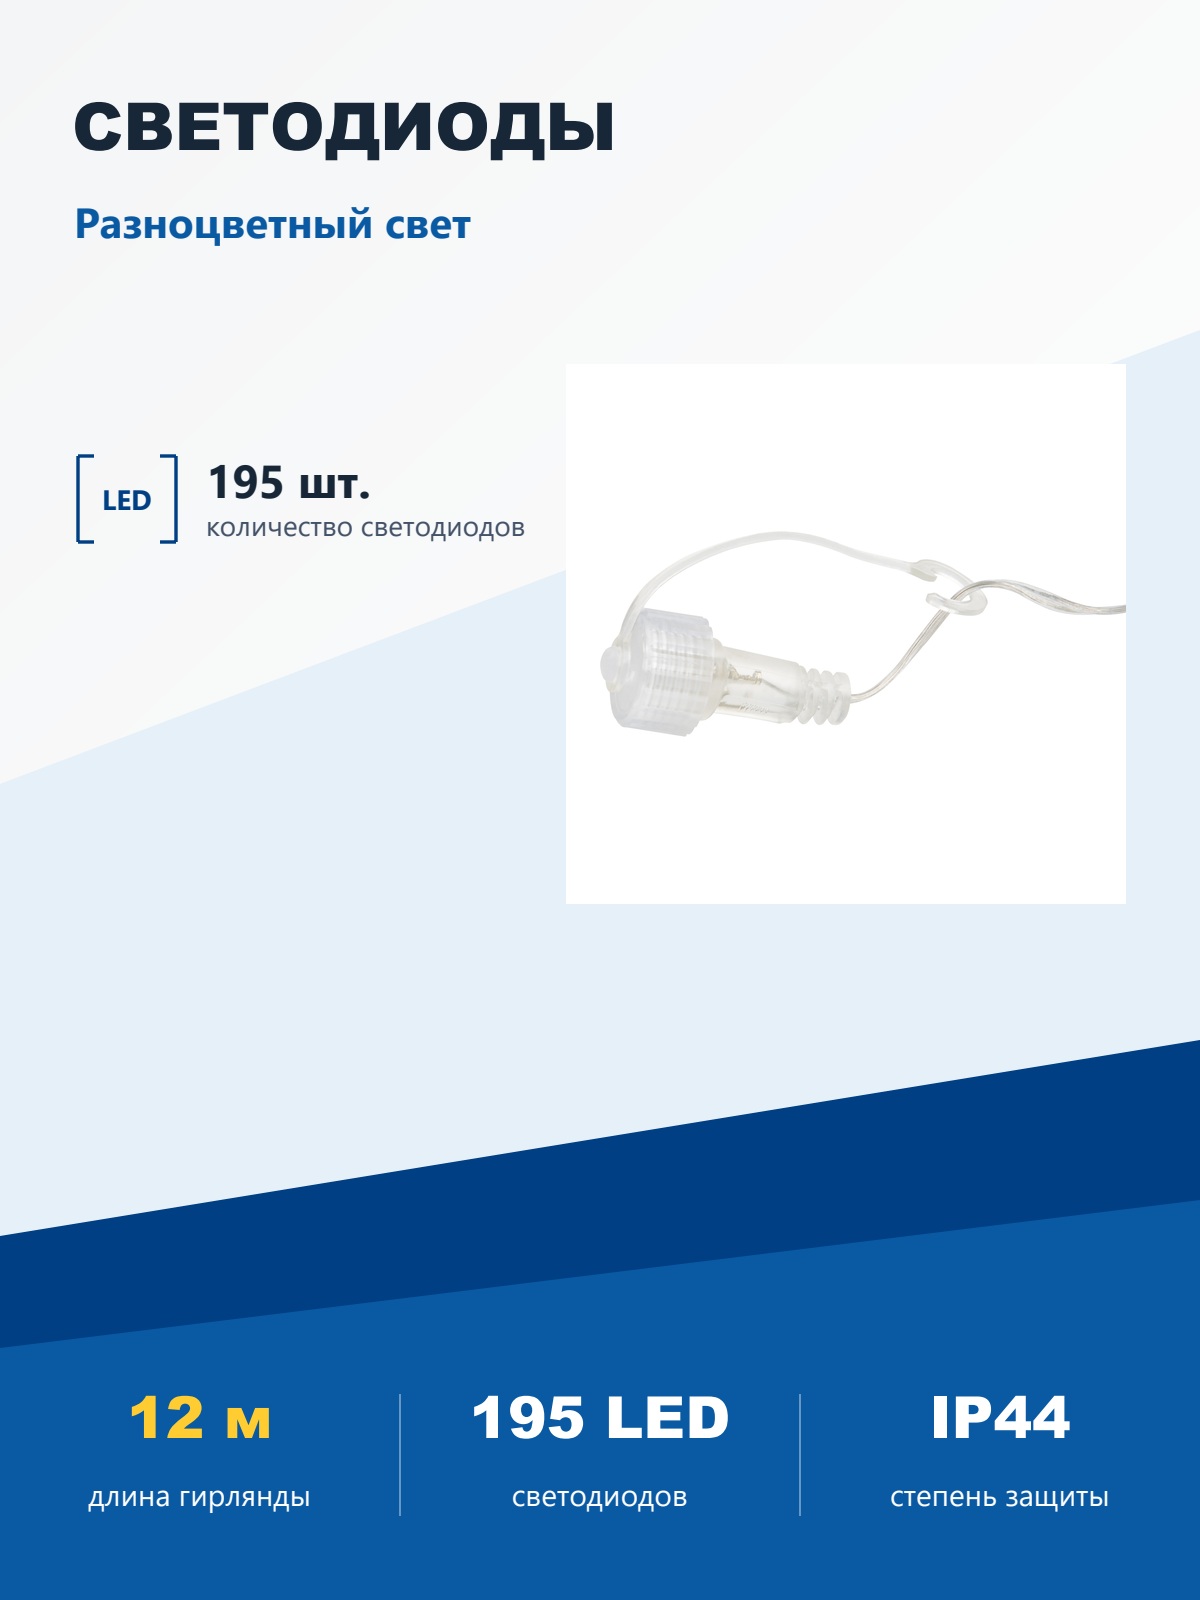 СВЕТОДИОДЫ
Разноцветный свет
LED
195 шт.
количество светодиодов
12 м
длина гирлянды
195 LED
светодиодов
IP44
степень защиты